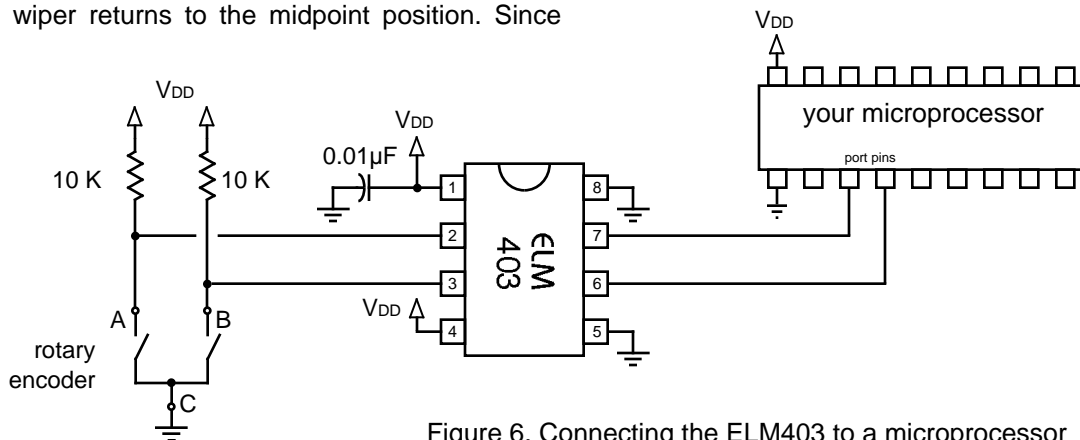 wiper returns to the midpoint position. Since
VDD
your microprocessor
port pins
VDD
VDD
0.01µF
10 K
10 K
1
8
2
7
ELM
403
3
6
VDD
4
5
A
B
rotary
encoder
C
Figure 6. Connecting the ELM403 to a microprocessor